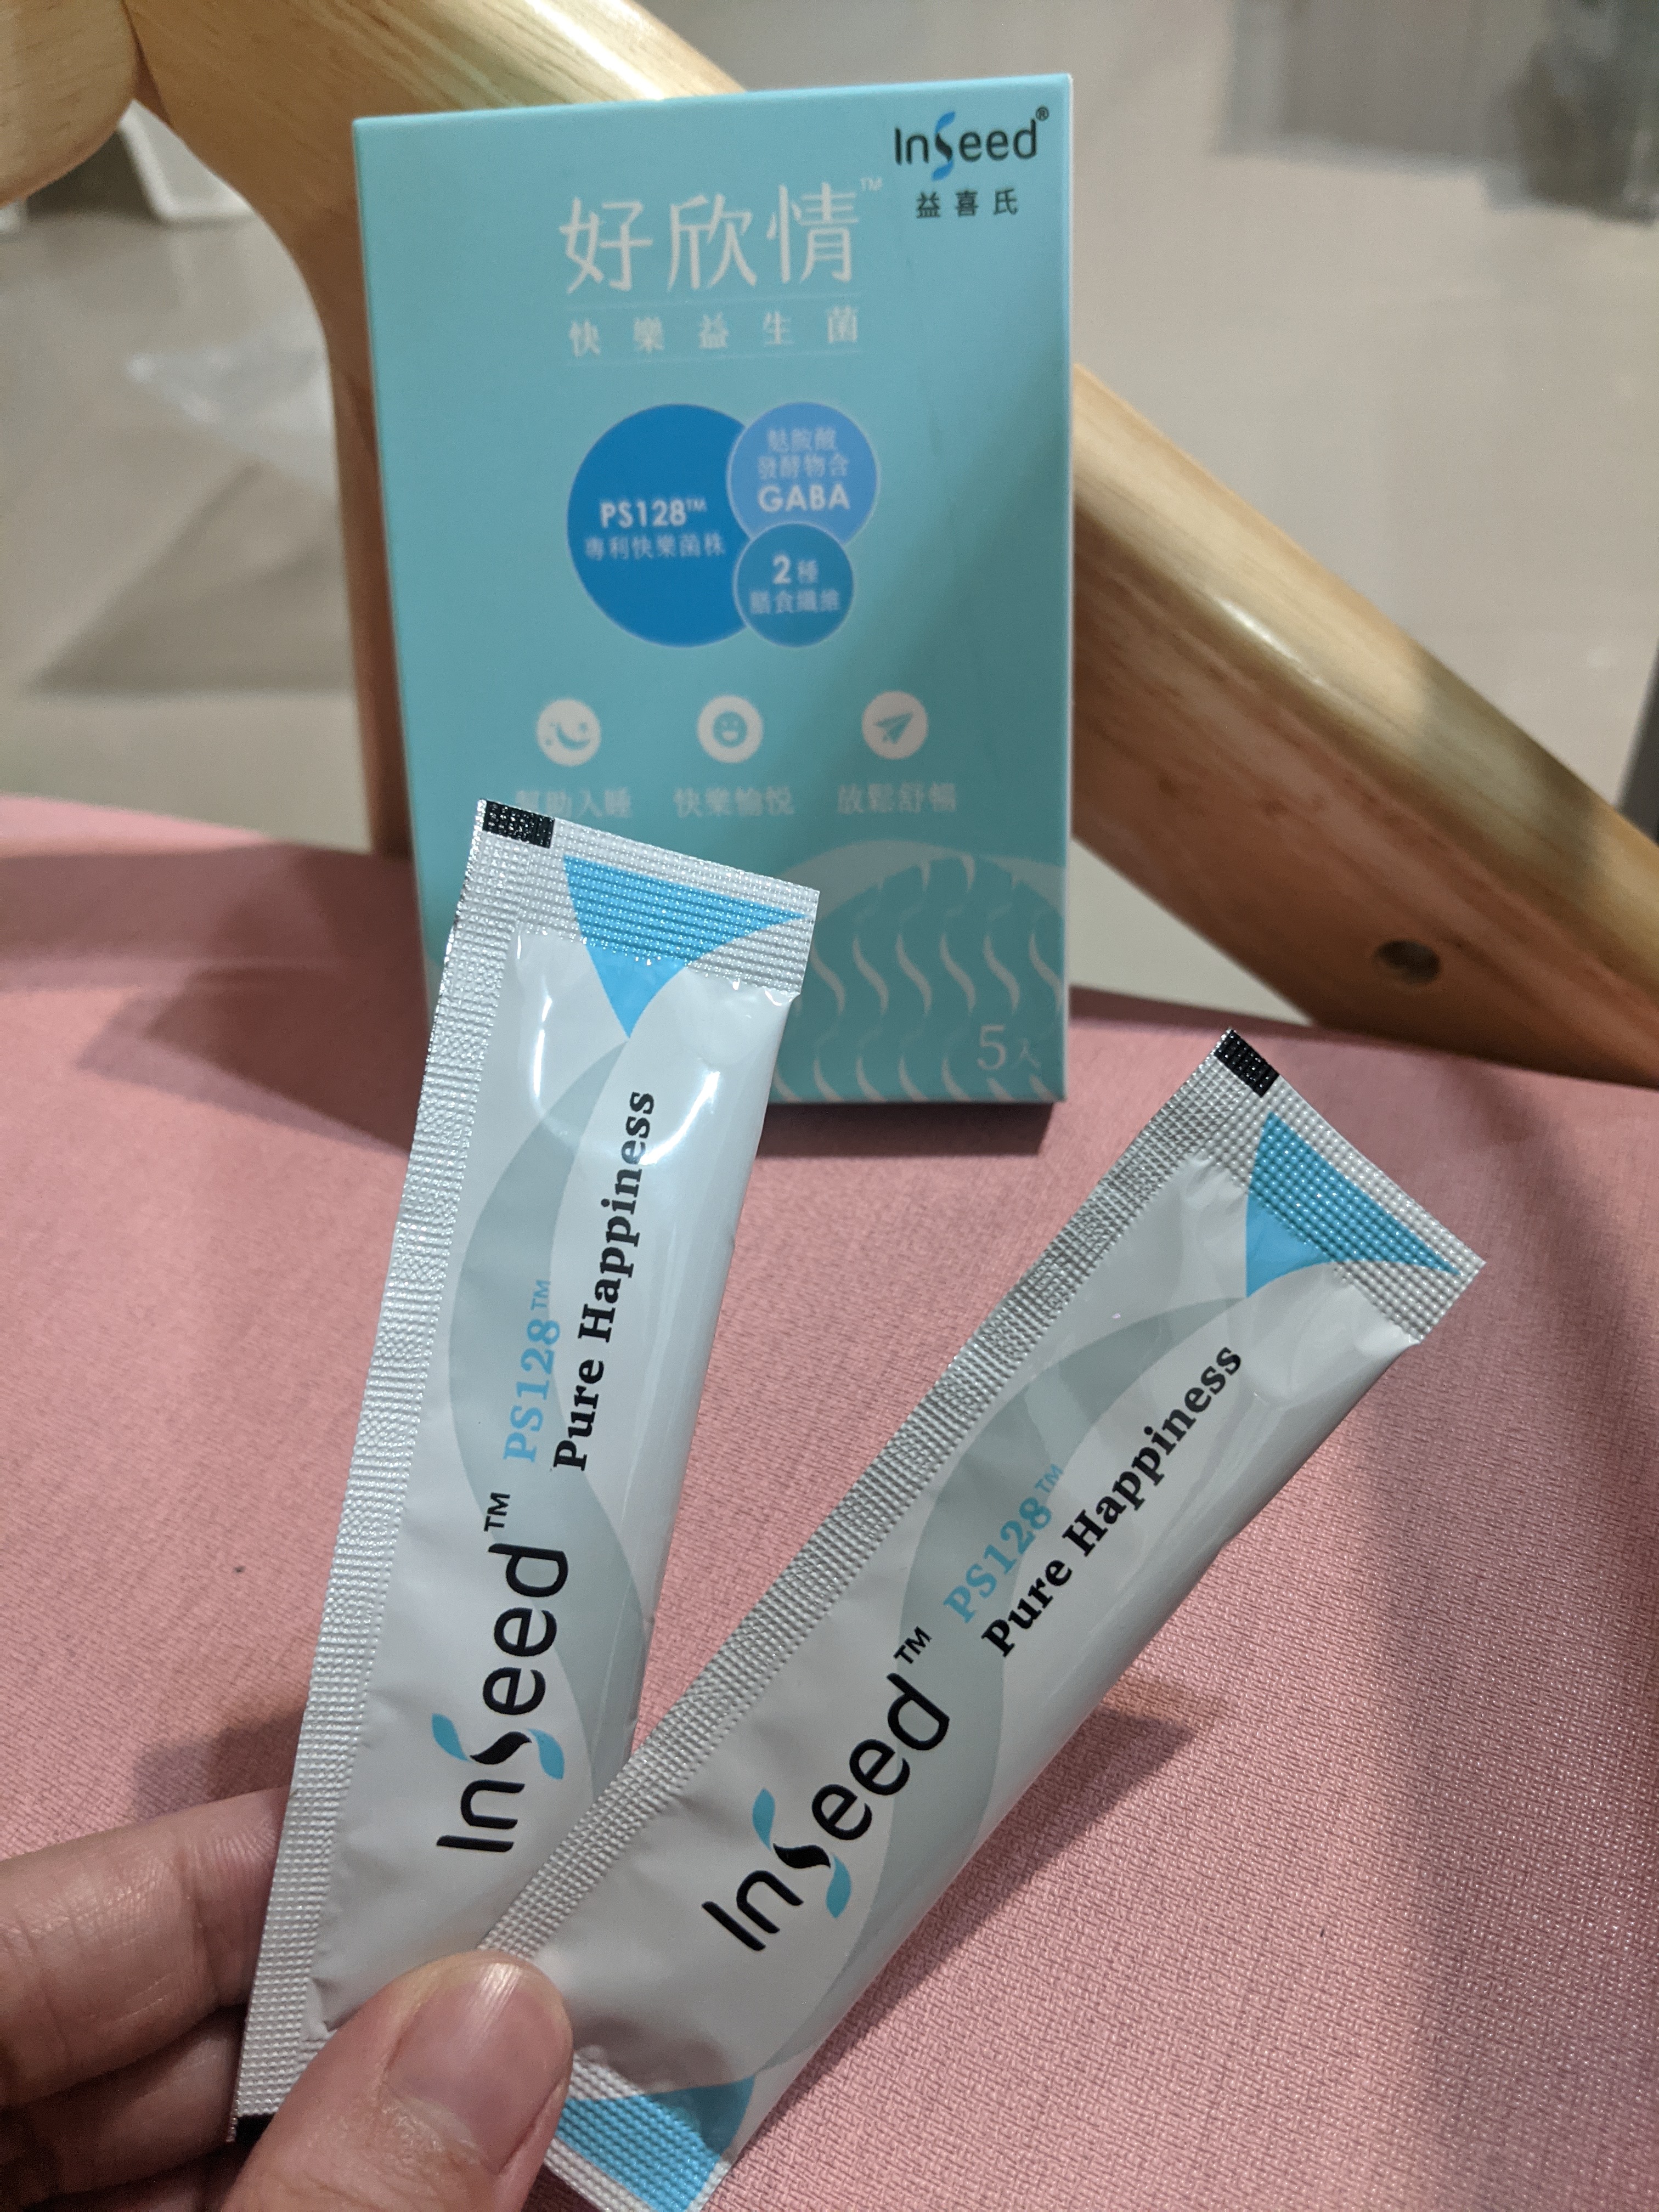 InSeed®
益喜氏
好欣情™
快樂益生菌
PS128™
專利快樂菌株
麩胺酸
發酵物含
GABA
2種
膳食纖維
幫助入睡
快樂愉悅
放鬆舒暢
5入
InSeed™
PS128™
Pure Happiness
InSeed™
PS128™
Pure Happiness